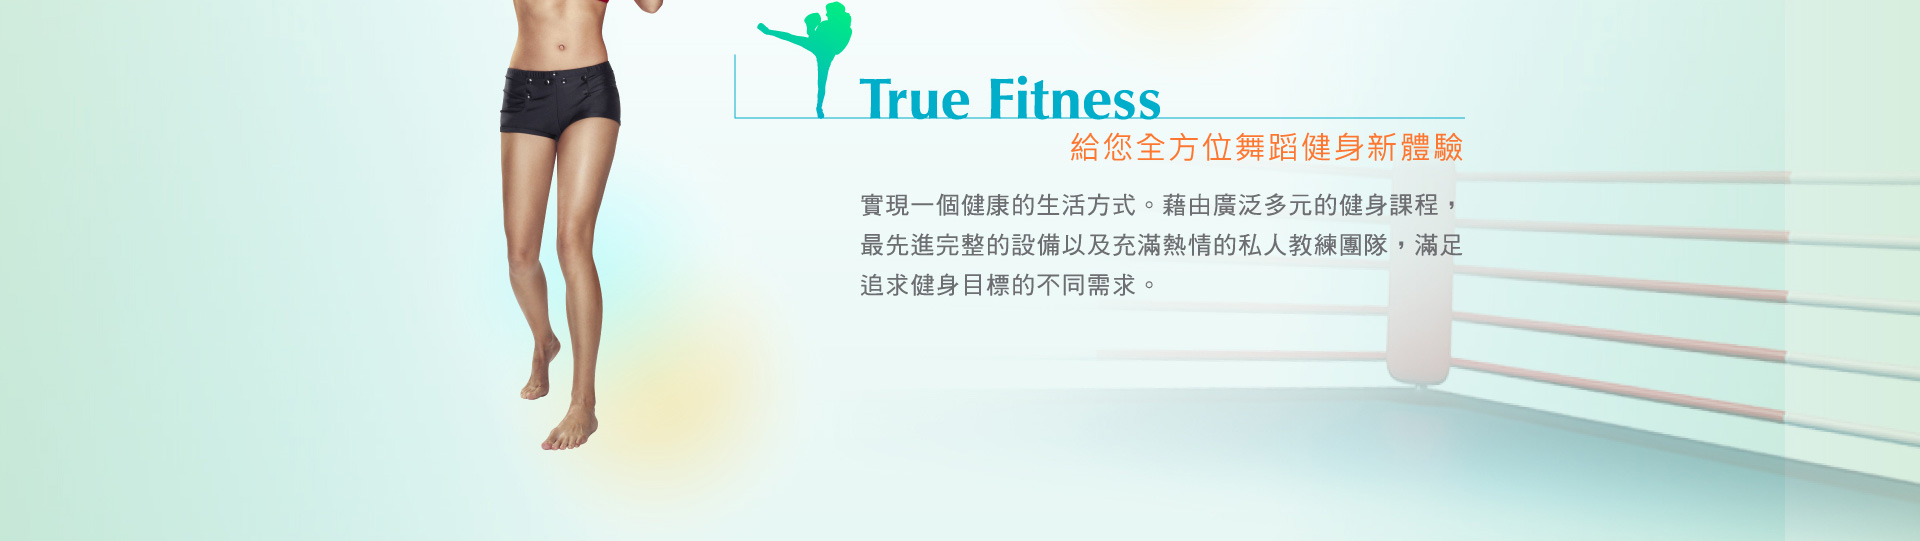 True Fitness
給您全方位舞蹈健身新體驗
實現一個健康的生活方式。藉由廣泛多元的健身課程，
最先進完整的設備以及充滿熱情的私人教練團隊，滿足
追求健身目標的不同需求。